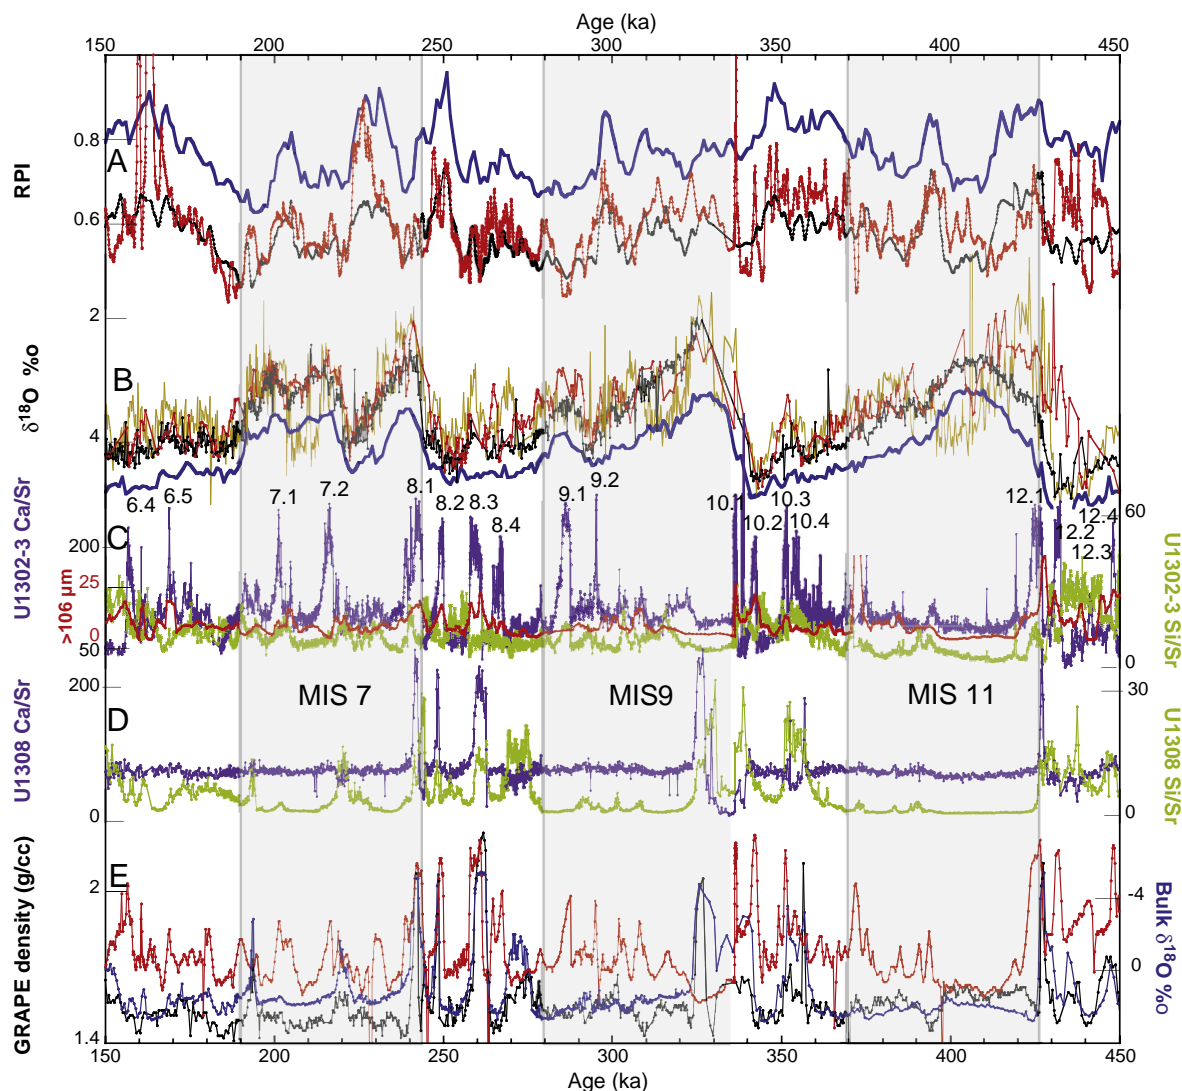 Age (ka)
150 200 250 300 350 400 450
0.8
A
RPI
0.6
2
δ18O %o
B
4
6.4 6.5 7.1 7.2 8.1 8.2 8.3 8.4 9.1 9.2 10.1 10.2 10.3 10.4 12.1 12.2 12.3 12.4
60
U1302-3 Ca/Sr
C
200
25
>106 µm
0
50
0
U1302-3 Si/Sr
MIS 7 MIS9 MIS 11
200
30
U1308 Ca/Sr
D
U1308 Si/Sr
0
0
E
2
-4
GRAPE density (g/cc)
0
Bulk δ18O %o
1.4
150 200 250 300 350 400 450
Age (ka)